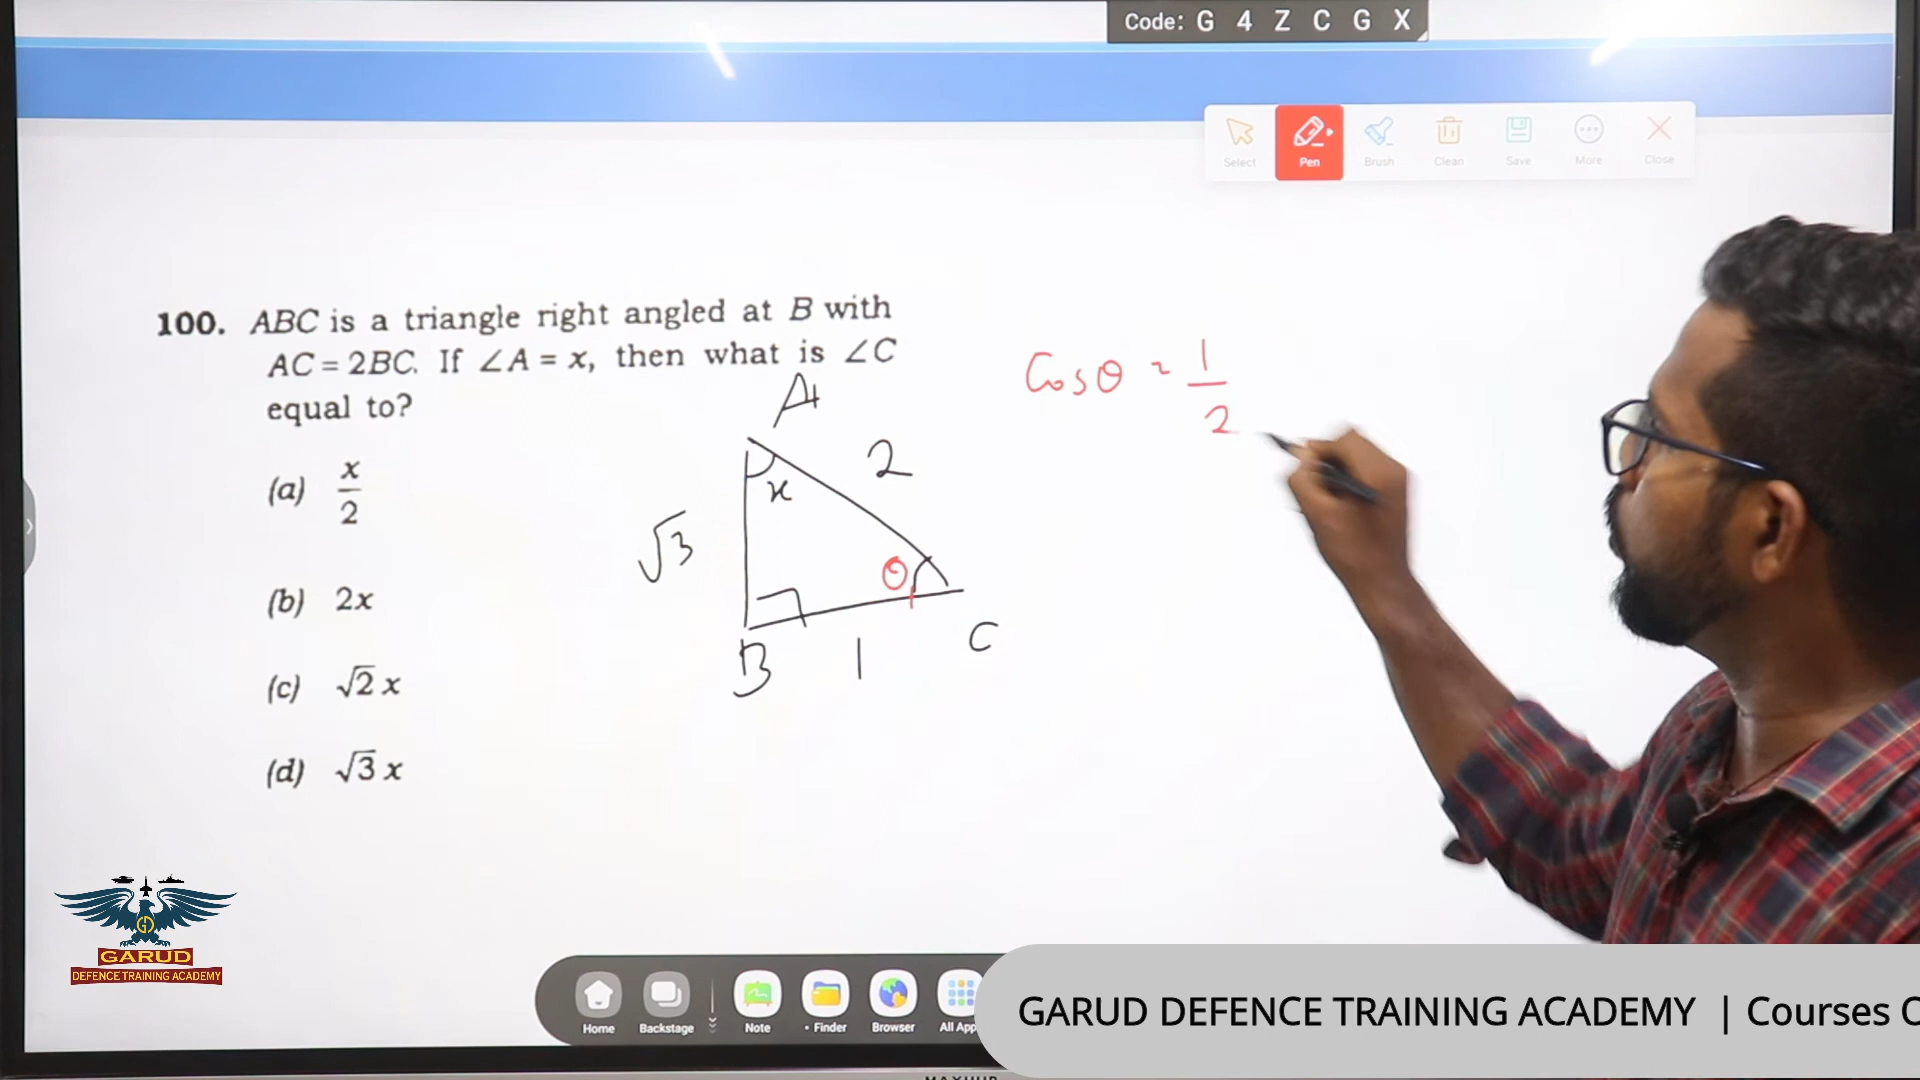 Code: G 4 Z C G X
Select Pen Brush Clean Save More Close
100. ABC is a triangle right angled at B with
AC = 2BC. If ∠A = x, then what is ∠C
equal to?
(a) x/2
(b) 2x
(c) √2 x
(d) √3 x
A
2
x
√3
θ
B
1
C
Cosθ = 1/2
GARUD
DEFENCE TRAINING ACADEMY
Home Backstage Note Finder Browser All App
GARUD DEFENCE TRAINING ACADEMY | Courses O